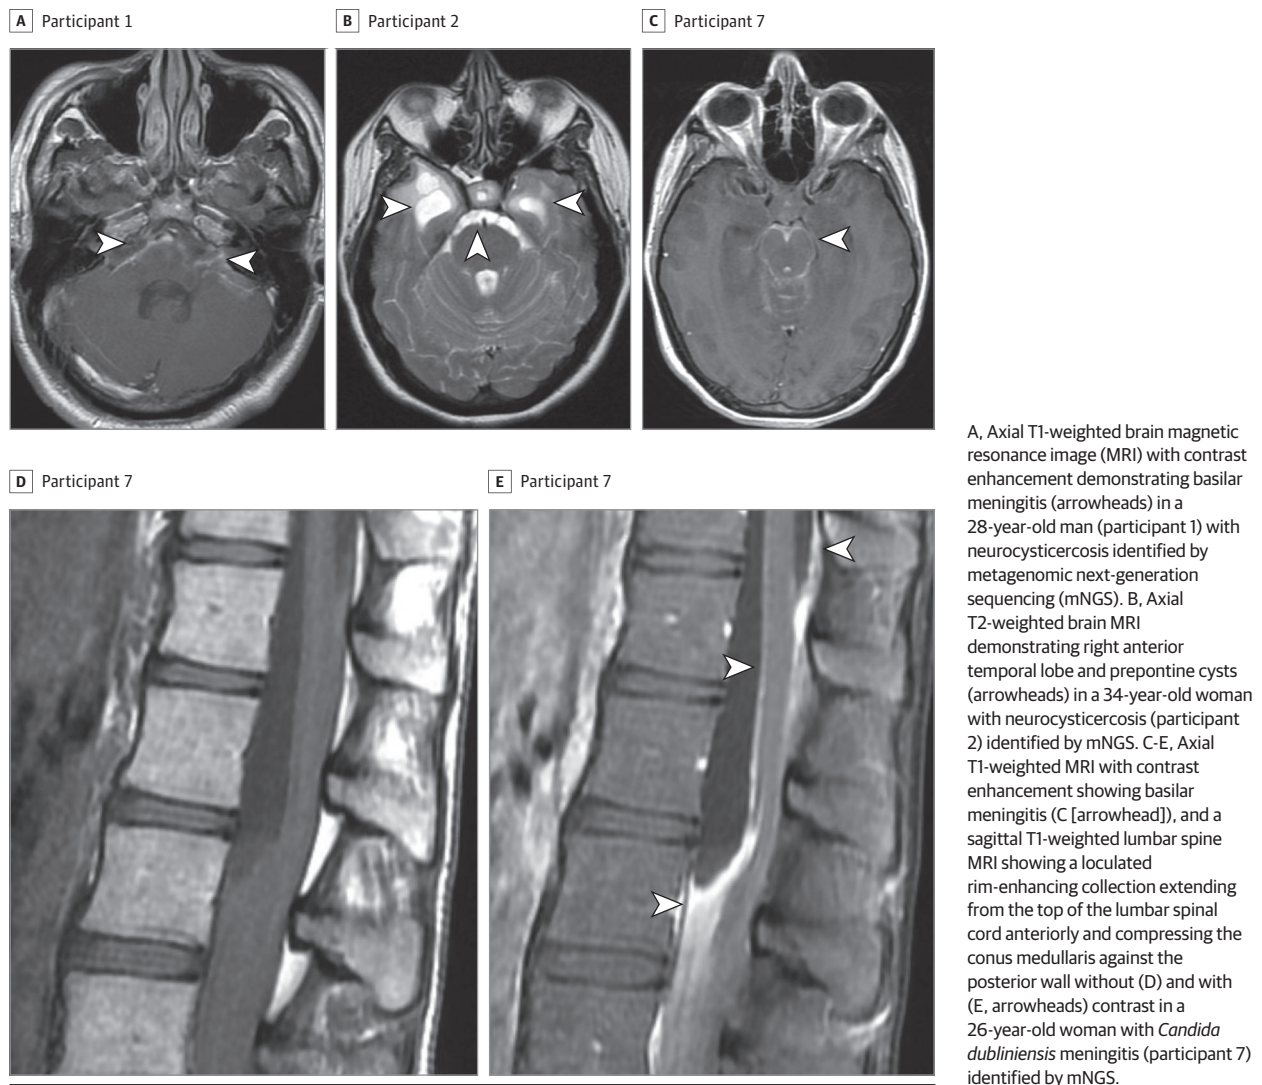 A Participant 1
B Participant 2
C Participant 7
D Participant 7
E Participant 7
A, Axial T1-weighted brain magnetic
resonance image (MRI) with contrast
enhancement demonstrating basilar
meningitis (arrowheads) in a
28-year-old man (participant 1) with
neurocysticercosis identified by
metagenomic next-generation
sequencing (mNGS). B, Axial
T2-weighted brain MRI
demonstrating right anterior
temporal lobe and prepontine cysts
(arrowheads) in a 34-year-old woman
with neurocysticercosis (participant
2) identified by mNGS. C-E, Axial
T1-weighted MRI with contrast
enhancement showing basilar
meningitis (C [arrowhead]), and a
sagittal T1-weighted lumbar spine
MRI showing a loculated
rim-enhancing collection extending
from the top of the lumbar spinal
cord anteriorly and compressing the
conus medullaris against the
posterior wall without (D) and with
(E, arrowheads) contrast in a
26-year-old woman with Candida
dubliniensis meningitis (participant 7)
identified by mNGS.